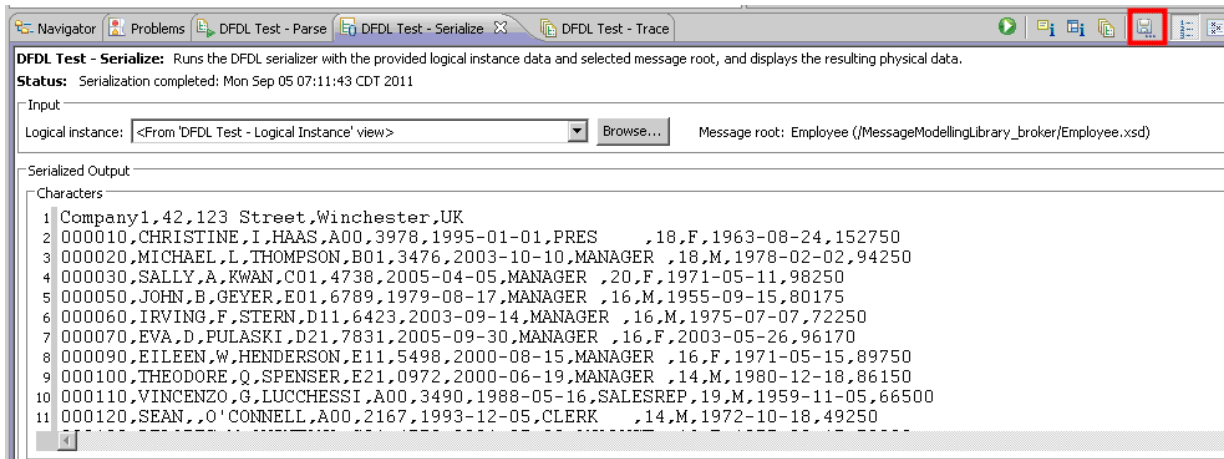 Navigator Problems DFDL Test - Parse DFDL Test - Serialize DFDL Test - Trace
DFDL Test - Serialize: Runs the DFDL serializer with the provided logical instance data and selected message root, and displays the resulting physical data.
Status: Serialization completed: Mon Sep 05 07:11:43 CDT 2011
Input
Logical instance: <From 'DFDL Test - Logical Instance' view> Browse... Message root: Employee (/MessageModellingLibrary_broker/Employee.xsd)
Serialized Output
Characters
1 Company1,42,123 Street,Winchester,UK
2 000010,CHRISTINE,I,HAAS,A00,3978,1995-01-01,PRES    ,18,F,1963-08-24,152750
3 000020,MICHAEL,L,THOMPSON,B01,3476,2003-10-10,MANAGER ,18,M,1978-02-02,94250
4 000030,SALLY,A,KWAN,C01,4738,2005-04-05,MANAGER ,20,F,1971-05-11,98250
5 000050,JOHN,B,GEYER,E01,6789,1979-08-17,MANAGER ,16,M,1955-09-15,80175
6 000060,IRVING,F,STERN,D11,6423,2003-09-14,MANAGER ,16,M,1975-07-07,72250
7 000070,EVA,D,PULASKI,D21,7831,2005-09-30,MANAGER ,16,F,2003-05-26,96170
8 000090,EILEEN,W,HENDERSON,E11,5498,2000-08-15,MANAGER ,16,F,1971-05-15,89750
9 000100,THEODORE,Q,SPENSER,E21,0972,2000-06-19,MANAGER ,14,M,1980-12-18,86150
10 000110,VINCENZO,G,LUCCHESSI,A00,3490,1988-05-16,SALESREP,19,M,1959-11-05,66500
11 000120,SEAN,,O'CONNELL,A00,2167,1993-12-05,CLERK   ,14,M,1972-10-18,49250